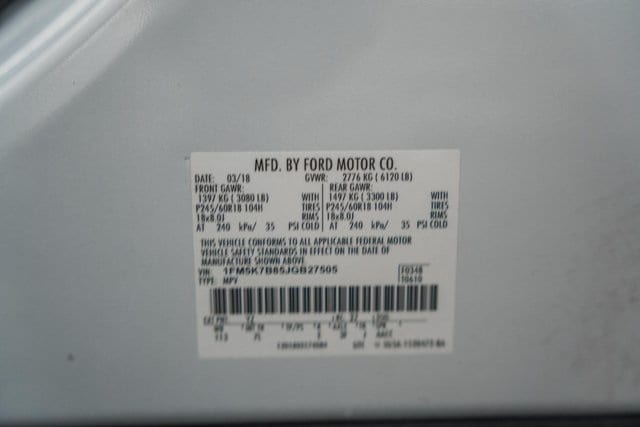 MFD. BY FORD MOTOR CO.
DATE: 03/18 GVWR: 2776 KG ( 6120 LB)
FRONT GAWR: REAR GAWR:
1397 KG ( 3080 LB) WITH 1497 KG ( 3300 LB) WITH
P245/60R18 104H TIRES P245/60R18 104H TIRES
18x8.0J RIMS 18x8.0J RIMS
AT 240 kPa/ 35 PSI COLD AT 240 kPa/ 35 PSI COLD
THIS VEHICLE CONFORMS TO ALL APPLICABLE FEDERAL MOTOR
VEHICLE SAFETY STANDARDS IN EFFECT ON THE DATE OF
MANUFACTURE SHOWN ABOVE.
VIN: 1FM5K7B85JGB27505 F0348
TYPE: MPV T0610